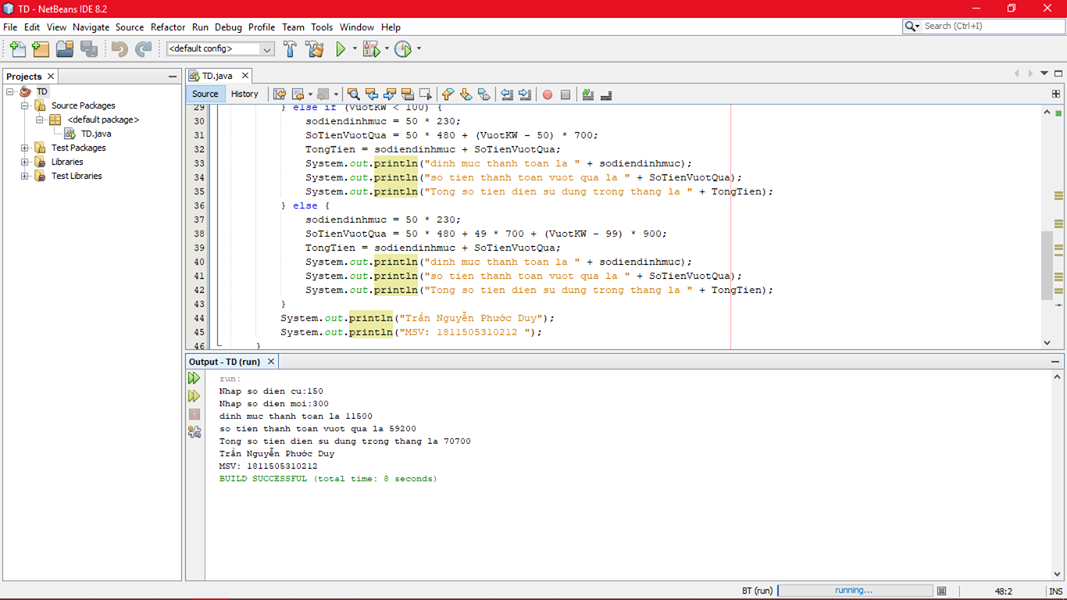 TD - NetBeans IDE 8.2
File Edit View Navigate Source Refactor Run Debug Profile Team Tools Window Help
Search (Ctrl+I)
<default config>
Projects
TD
Source Packages
<default package>
TD.java
Test Packages
Libraries
Test Libraries
TD.java
Source History
29 } else if (VuotKW < 100) {
30 sodiendinhmuc = 50 * 230;
31 SoTienVuotQua = 50 * 480 + (VuotKW - 50) * 700;
32 TongTien = sodiendinhmuc + SoTienVuotQua;
33 System.out.println("dinh muc thanh toan la " + sodiendinhmuc);
34 System.out.println("so tien thanh toan vuot qua la " + SoTienVuotQua);
35 System.out.println("Tong so tien dien su dung trong thang la " + TongTien);
36 } else {
37 sodiendinhmuc = 50 * 230;
38 SoTienVuotQua = 50 * 480 + 49 * 700 + (VuotKW - 99) * 900;
39 TongTien = sodiendinhmuc + SoTienVuotQua;
40 System.out.println("dinh muc thanh toan la " + sodiendinhmuc);
41 System.out.println("so tien thanh toan vuot qua la " + SoTienVuotQua);
42 System.out.println("Tong so tien dien su dung trong thang la " + TongTien);
43 }
44 System.out.println("Trần Nguyễn Phước Duy");
45 System.out.println("MSV: 1811505310212 ");
46 }
Output - TD (run)
run:
Nhap so dien cu:150
Nhap so dien moi:300
dinh muc thanh toan la 11500
so tien thanh toan vuot qua la 59200
Tong so tien dien su dung trong thang la 70700
Trần Nguyễn Phước Duy
MSV: 1811505310212
BUILD SUCCESSFUL (total time: 8 seconds)
BT (run) running... 48:2 INS